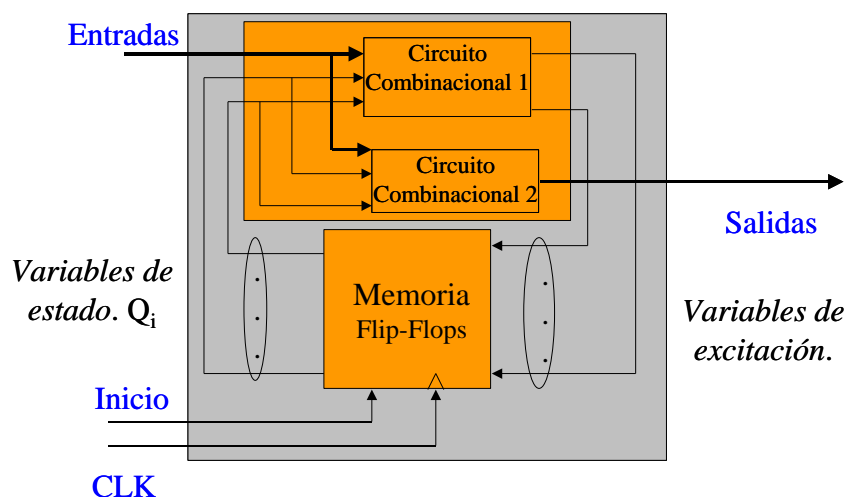 Entradas
Circuito
Combinacional 1
Circuito
Combinacional 2
Salidas
Variables de
estado. Qi
Memoria
Flip-Flops
Variables de
excitación.
Inicio
CLK